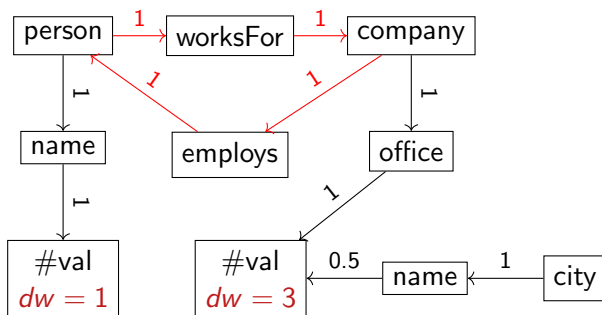 person
1
worksFor
1
company
1
1
1
1
name
employs
office
1
1
#val
dw = 1
#val
dw = 3
0.5
name
1
city